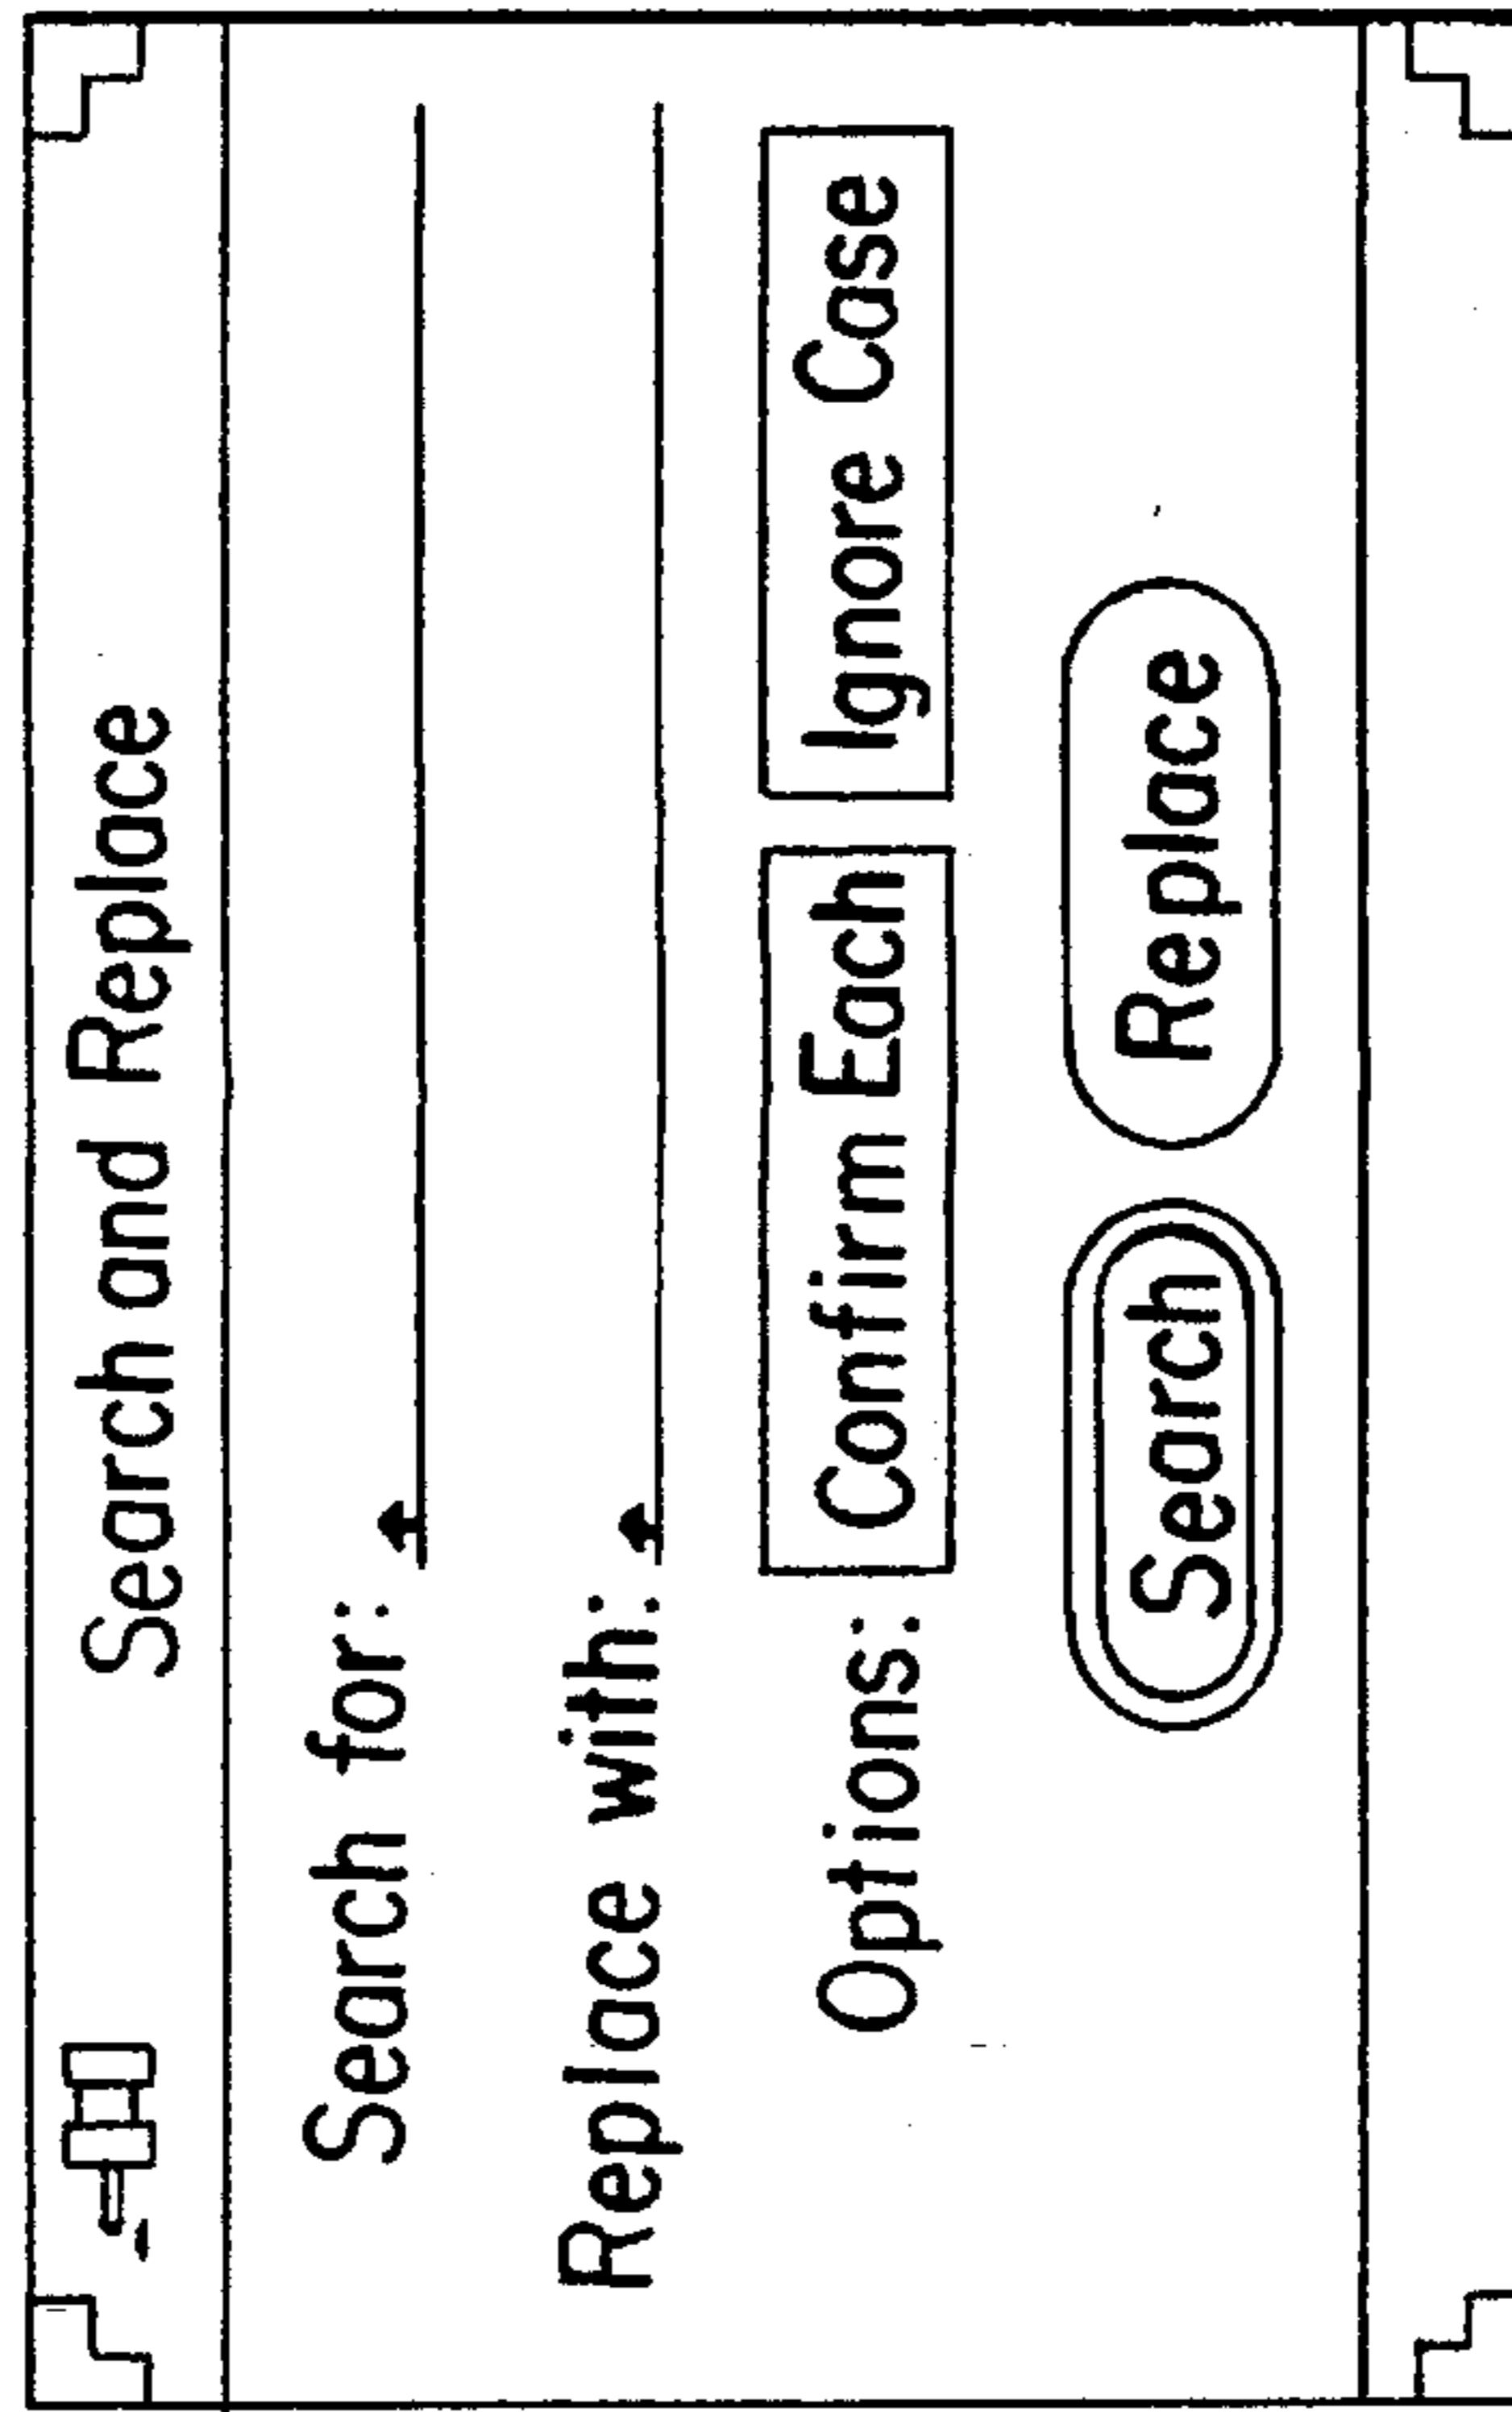 Search and Replace
Search for:
Replace with:
Options: Confirm Each Ignore Case
Search Replace